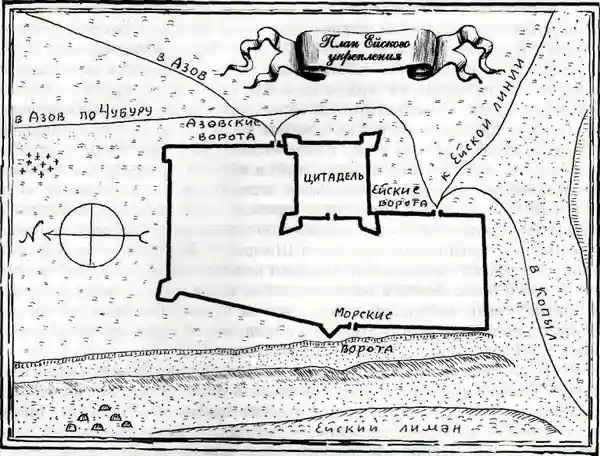 План Ейского
укрепления
в Азов
в Азов по Чубуру
Азовские
ворота
к Ейской линии
цитадель
Ейские
ворота
N
С
в Копыл
Морские
ворота
Ейский лиман